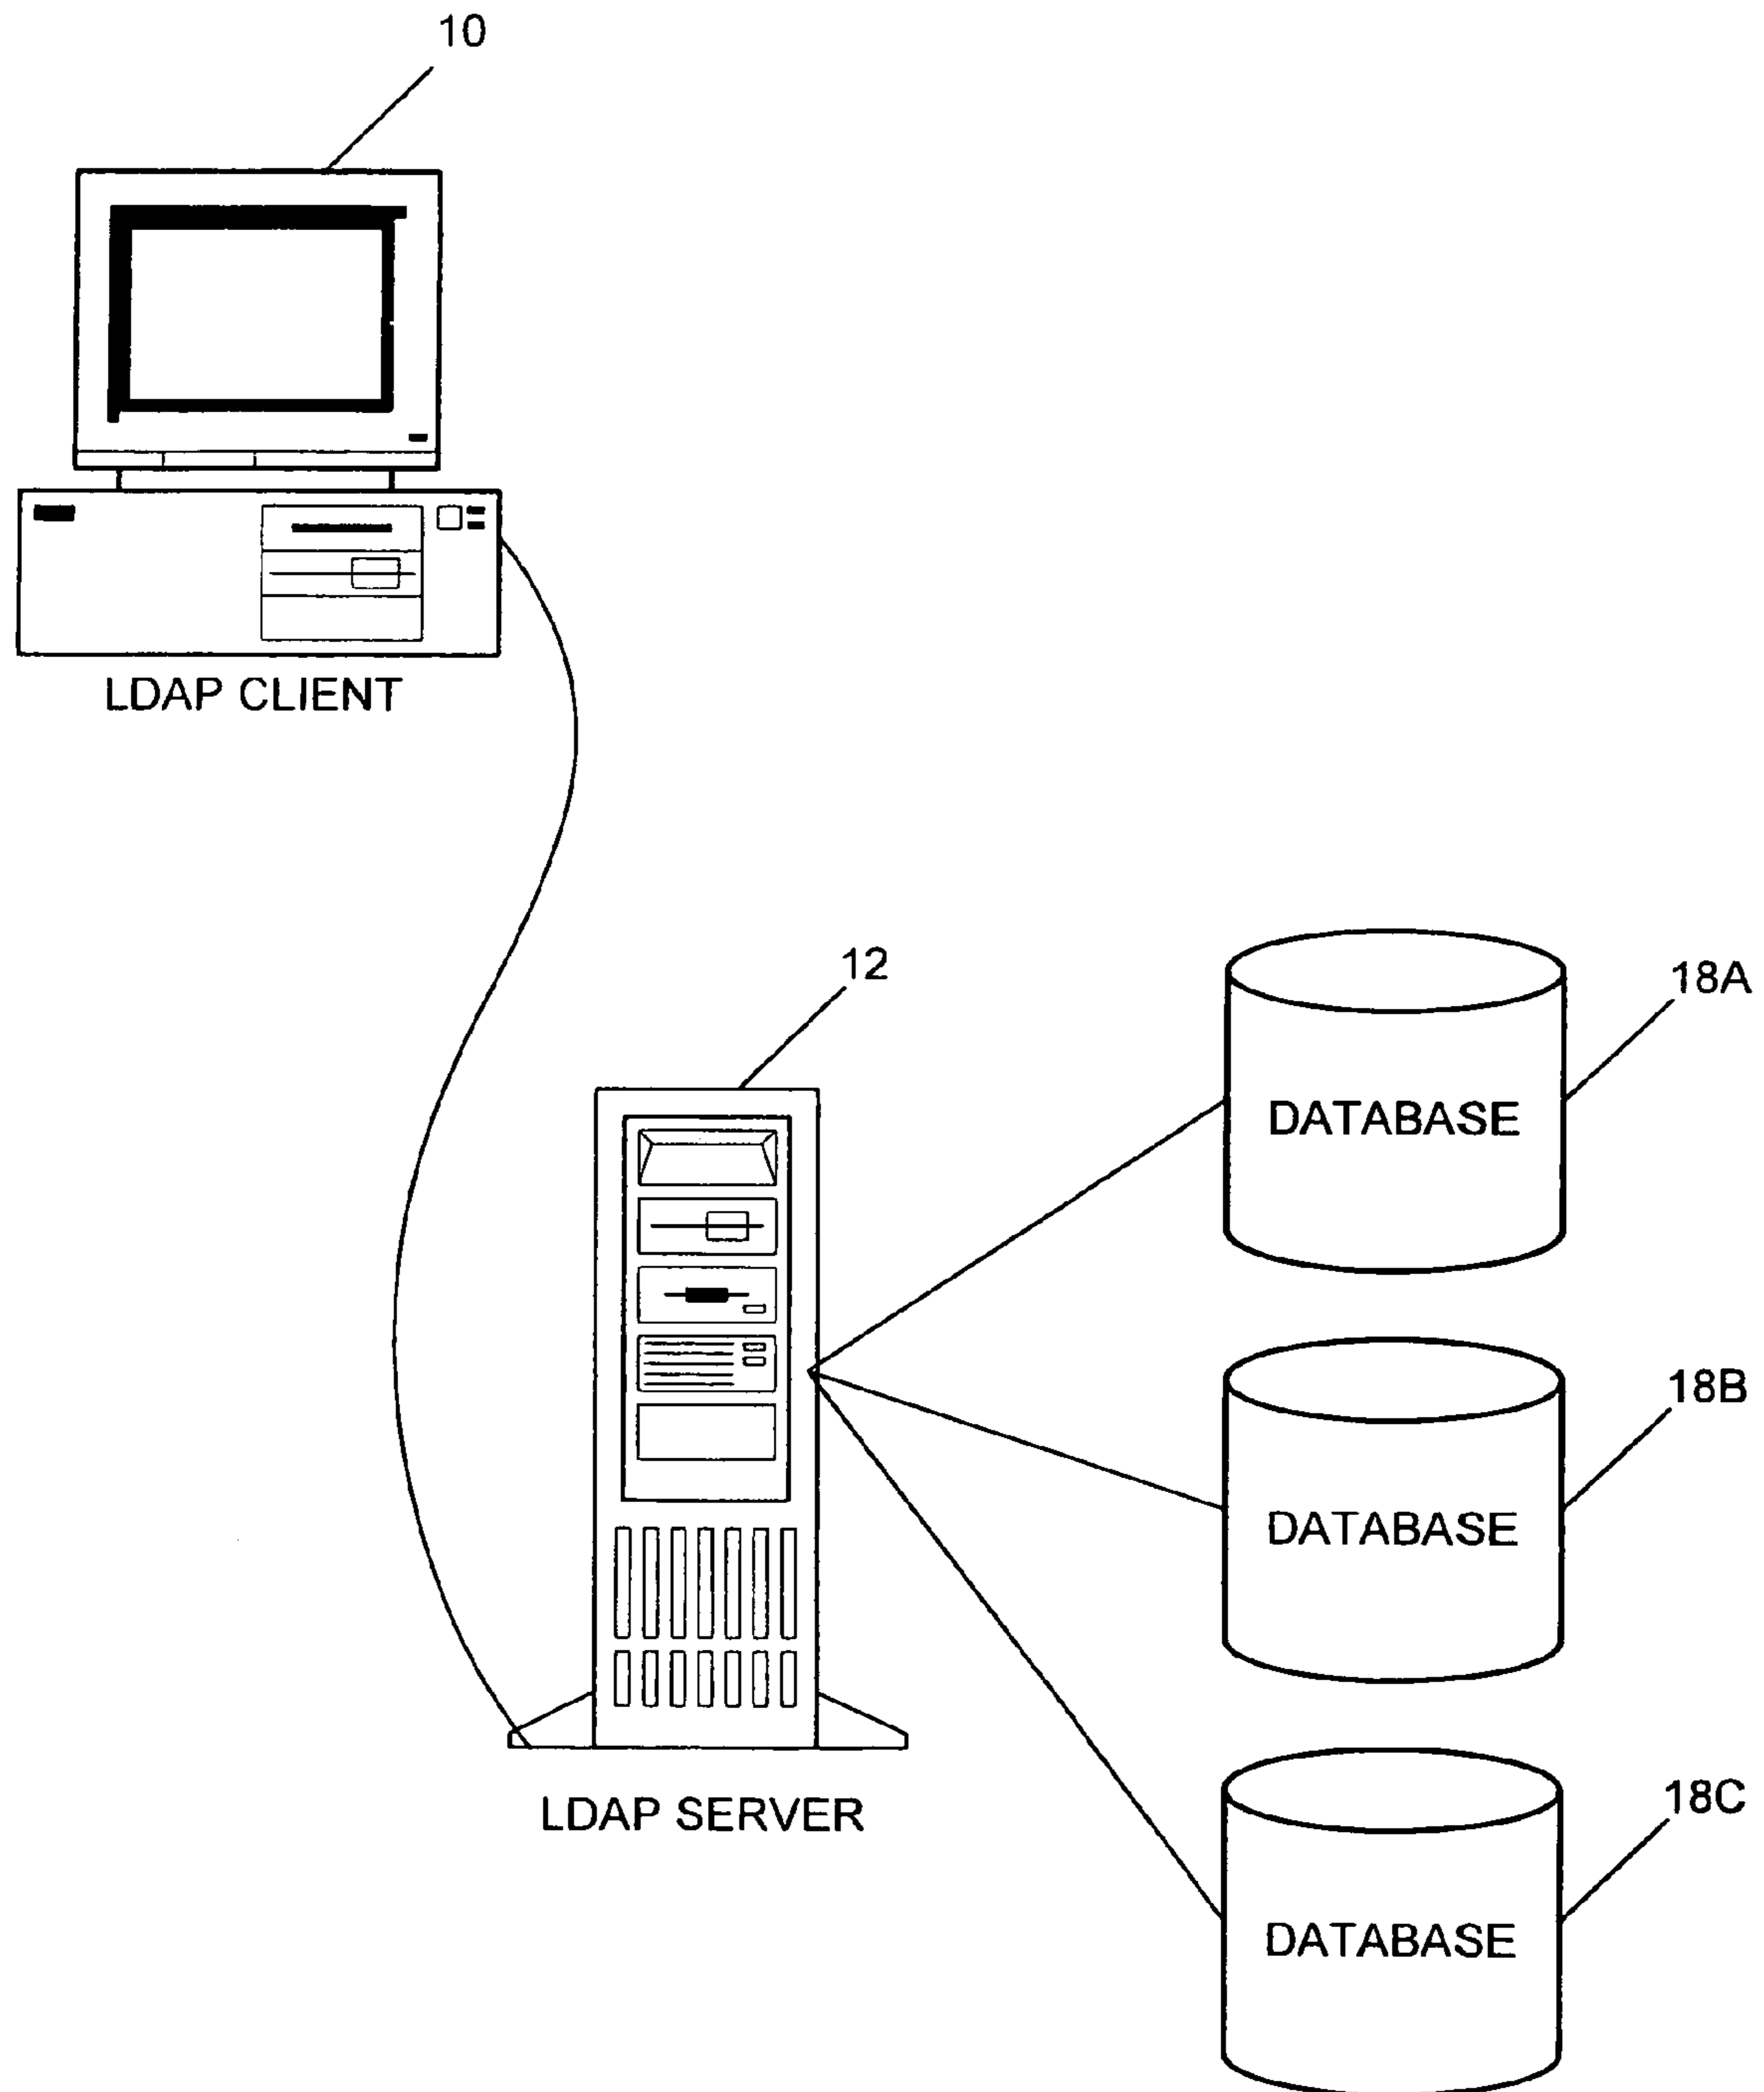 10
LDAP CLIENT
12
18A
DATABASE
18B
DATABASE
LDAP SERVER
18C
DATABASE